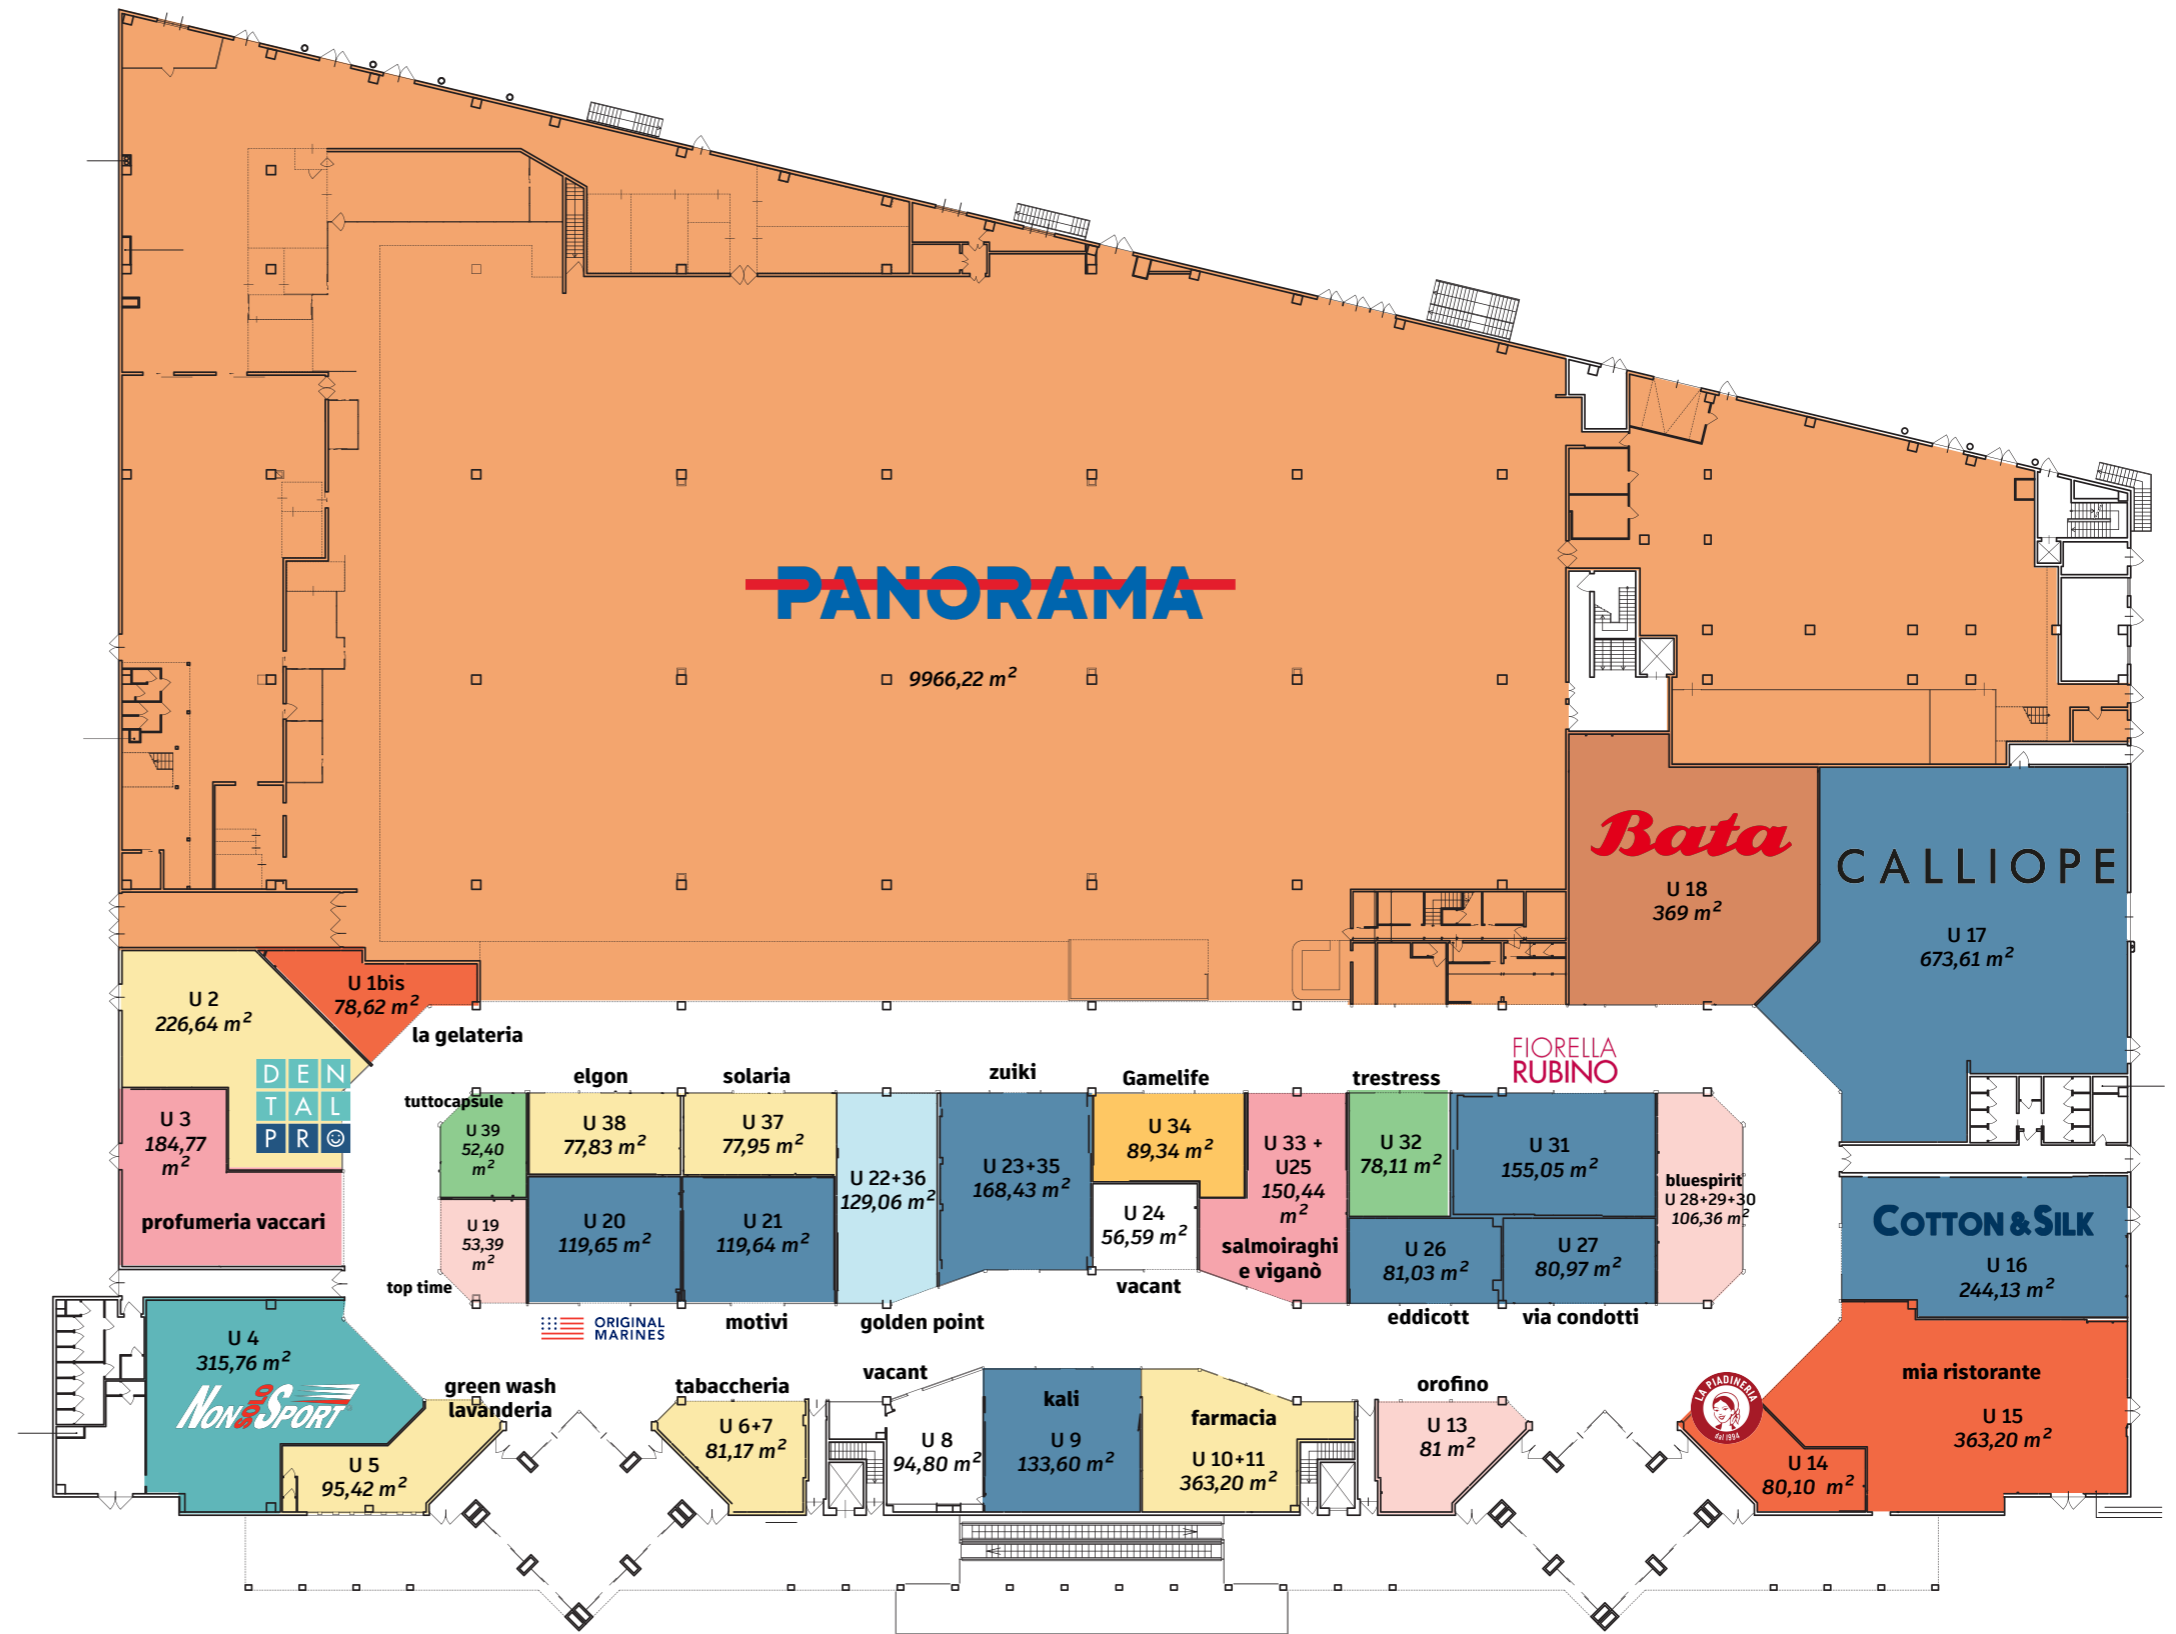 PANORAMA
9966,22 m²
Bata
U 18
369 m²
CALLIOPE
U 17
673,61 m²
U 2
226,64 m²
U 1bis
78,62 m²
la gelateria
DEN
TAL
PR
U 3
184,77
m²
profumeria vaccari
tuttocapsule
U 39
52,40
m²
elgon
U 38
77,83 m²
solaria
U 37
77,95 m²
U 22+36
129,06 m²
zuiki
U 23+35
168,43 m²
Gamelife
U 34
89,34 m²
U 33 +
U25
150,44
m²
salmoiraghi
e viganò
trestress
U 32
78,11 m²
FIORELLA
RUBINO
U 31
155,05 m²
bluespirit
U 28+29+30
106,36 m²
U 19
53,39
m²
top time
U 20
119,65 m²
ORIGINAL
MARINES
U 21
119,64 m²
motivi
golden point
U 24
56,59 m²
vacant
U 26
81,03 m²
eddicott
U 27
80,97 m²
via condotti
COTTON & SILK
U 16
244,13 m²
U 4
315,76 m²
NON SOLO SPORT
green wash
lavanderia
U 5
95,42 m²
tabaccheria
U 6+7
81,17 m²
vacant
U 8
94,80 m²
kali
U 9
133,60 m²
farmacia
U 10+11
363,20 m²
orofino
U 13
81 m²
LA PIADINERIA
dal 1994
U 14
80,10 m²
mia ristorante
U 15
363,20 m²